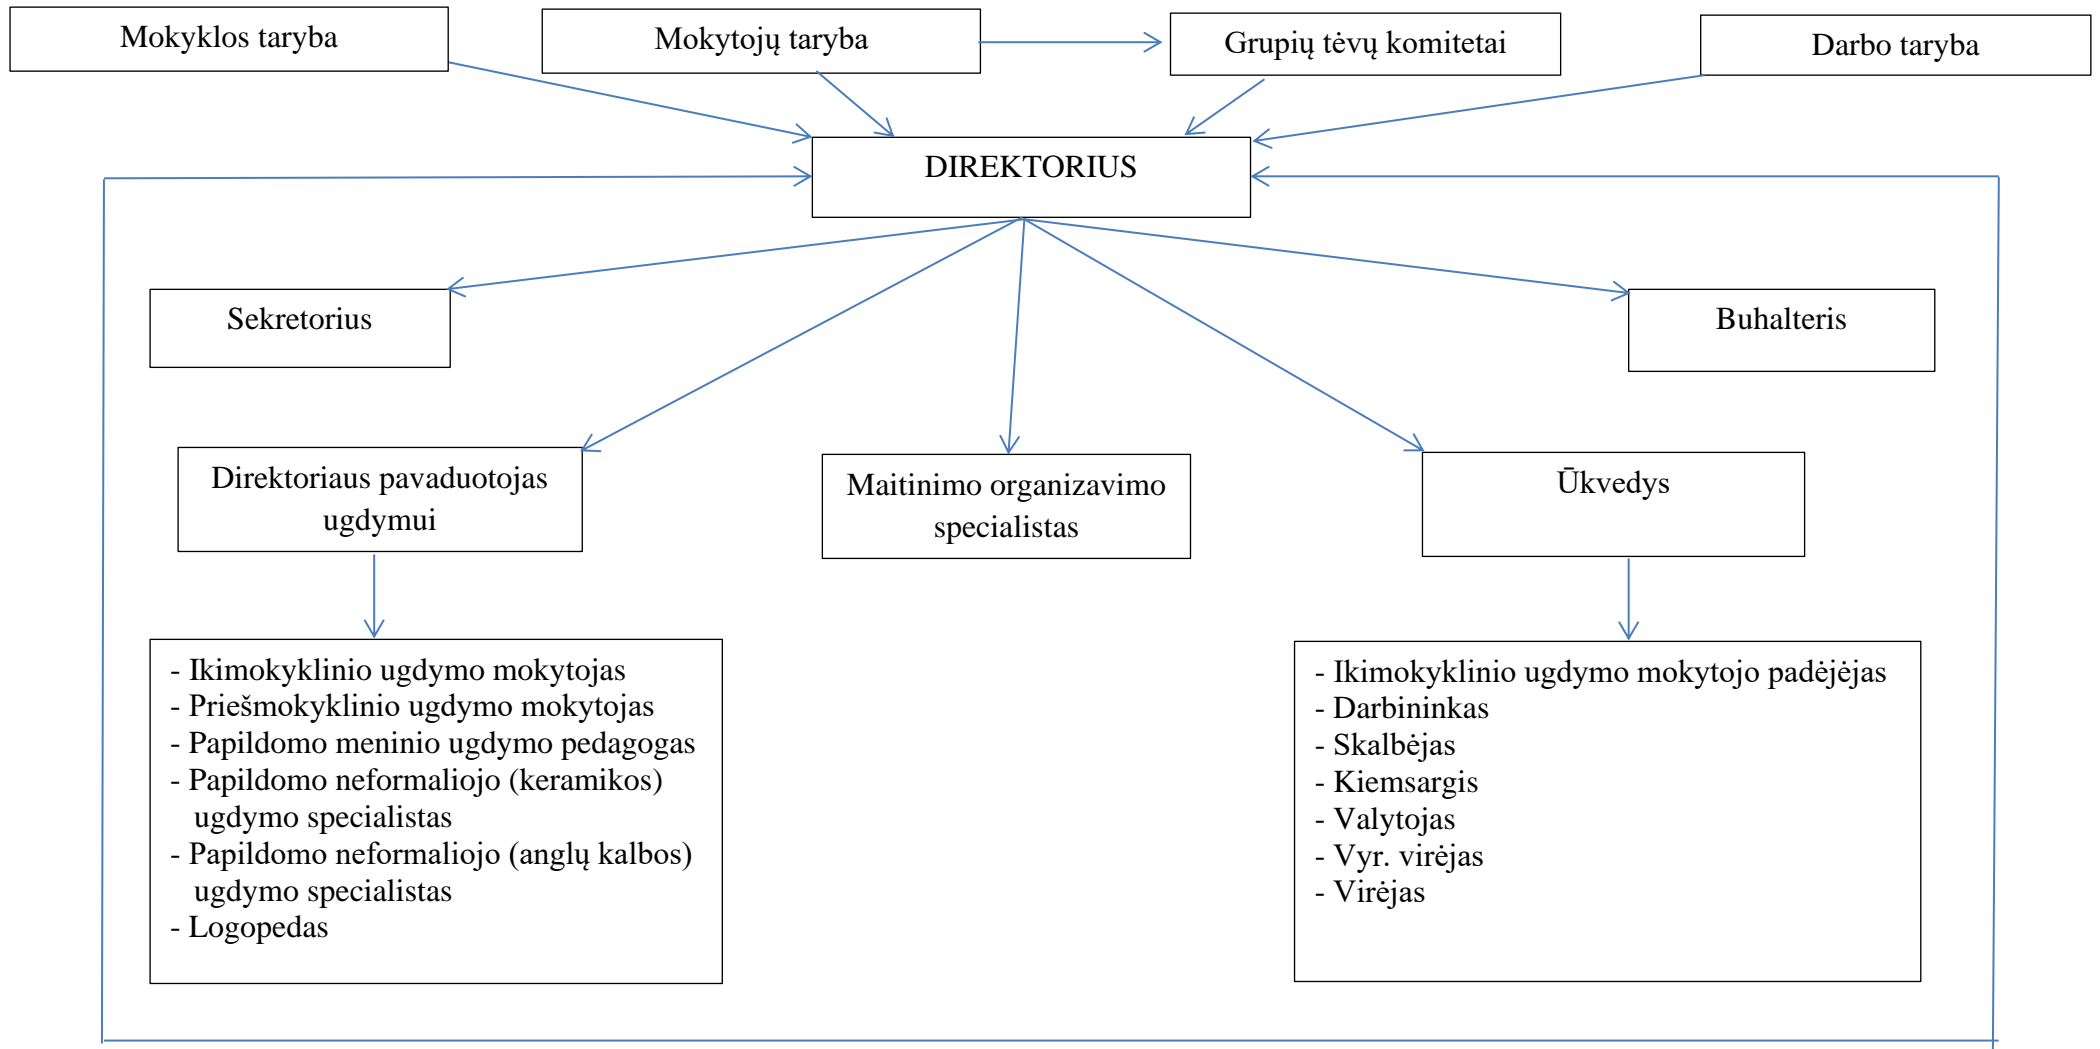 Mokyklos taryba
Mokytojų taryba
Grupių tėvų komitetai
Darbo taryba
DIREKTORIUS
Sekretorius
Buhalteris
Direktoriaus pavaduotojas
ugdymui
Maitinimo organizavimo
specialistas
Ūkvedys
- Ikimokyklinio ugdymo mokytojas
- Priešmokyklinio ugdymo mokytojas
- Papildomo meninio ugdymo pedagogas
- Papildomo neformaliojo (keramikos)
ugdymo specialistas
- Papildomo neformaliojo (anglų kalbos)
ugdymo specialistas
- Logopedas
- Ikimokyklinio ugdymo mokytojo padėjėjas
- Darbininkas
- Skalbėjas
- Kiemsargis
- Valytojas
- Vyr. virėjas
- Virėjas